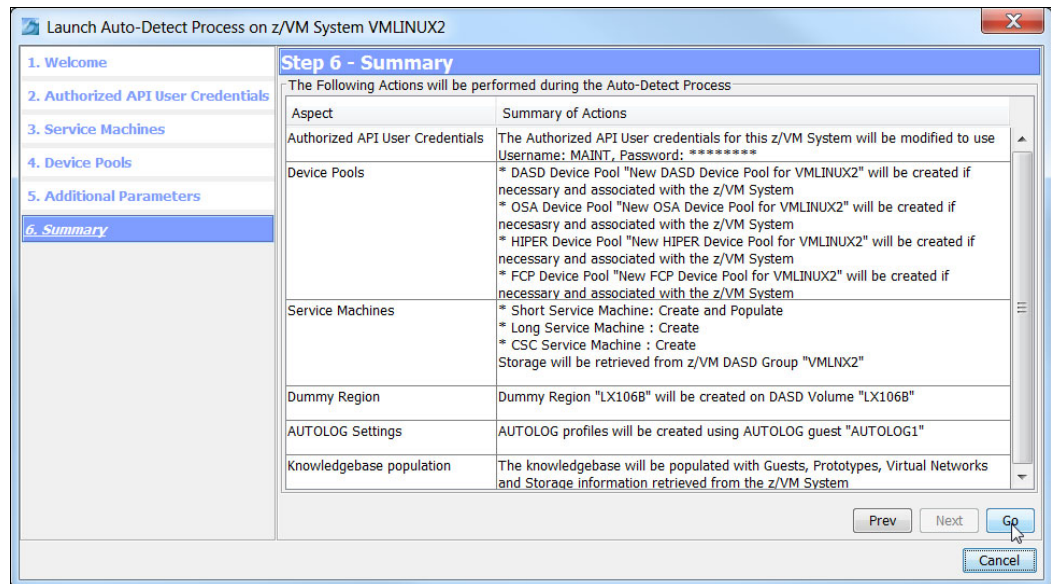 Launch Auto-Detect Process on z/VM System VMLINUX2
1. Welcome
2. Authorized API User Credentials
3. Service Machines
4. Device Pools
5. Additional Parameters
6. Summary
Step 6 - Summary
The Following Actions will be performed during the Auto-Detect Process
Aspect Summary of Actions
Authorized API User Credentials The Authorized API User credentials for this z/VM System will be modified to use
Username: MAINT, Password: ********
Device Pools * DASD Device Pool "New DASD Device Pool for VMLINUX2" will be created if
necessary and associated with the z/VM System
* OSA Device Pool "New OSA Device Pool for VMLINUX2" will be created if
necesasry and associated with the z/VM System
* HIPER Device Pool "New HIPER Device Pool for VMLINUX2" will be created if
necessary and associated with the z/VM System
* FCP Device Pool "New FCP Device Pool for VMLINUX2" will be created if
necessary and associated with the z/VM System
Service Machines * Short Service Machine: Create and Populate
* Long Service Machine : Create
* CSC Service Machine : Create
Storage will be retrieved from z/VM DASD Group "VMLNX2"
Dummy Region Dummy Region "LX106B" will be created on DASD Volume "LX106B"
AUTOLOG Settings AUTOLOG profiles will be created using AUTOLOG guest "AUTOLOG1"
Knowledgebase population The knowledgebase will be populated with Guests, Prototypes, Virtual Networks
and Storage information retrieved from the z/VM System
Prev Next Go
Cancel